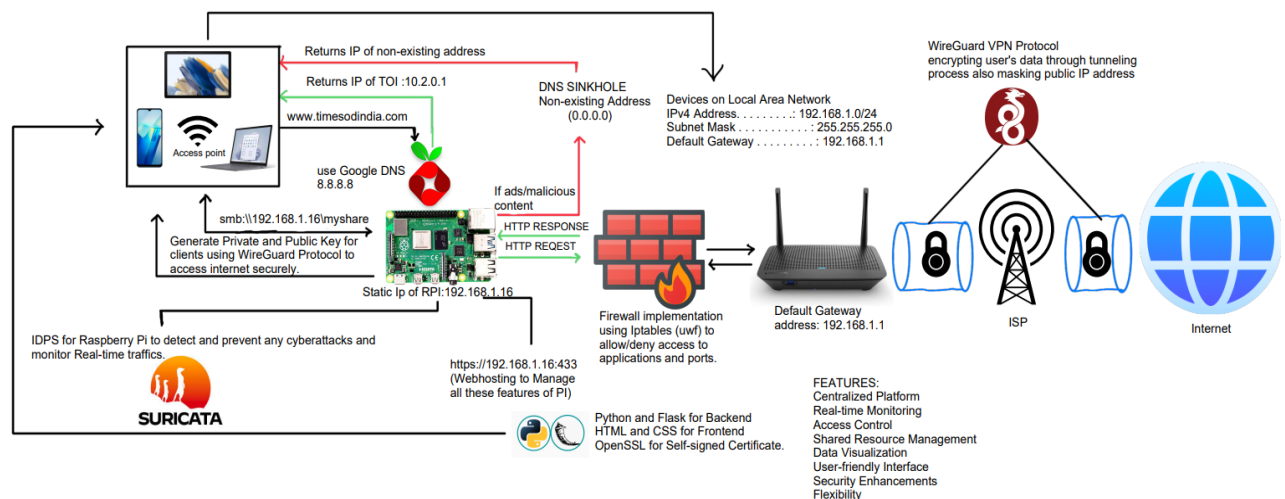 Returns IP of non-existing address
Returns IP of TOI :10.2.0.1
www.timesodindia.com
Access point
use Google DNS
8.8.8.8
DNS SINKHOLE
Non-existing Address
(0.0.0.0)
If ads/malicious
content
HTTP RESPONSE
HTTP REQEST
smb:\\192.168.1.16\myshare
Generate Private and Public Key for
clients using WireGuard Protocol to
access internet securely.
Static Ip of RPI:192.168.1.16
IDPS for Raspberry Pi to detect and prevent any cyberattacks and
monitor Real-time traffics.
SURICATA
https://192.168.1.16:433
(Webhosting to Manage
all these features of PI)
Python and Flask for Backend
HTML and CSS for Frontend
OpenSSL for Self-signed Certificate.
Firewall implementation
using Iptables (uwf) to
allow/deny access to
applications and ports.
Devices on Local Area Network
IPv4 Address. . . . . . . . .: 192.168.1.0/24
Subnet Mask . . . . . . . . . . . : 255.255.255.0
Default Gateway . . . . . . . . . : 192.168.1.1
Default Gateway
address: 192.168.1.1
WireGuard VPN Protocol
encrypting user's data through tunneling
process also masking public IP address
ISP
Internet
FEATURES:
Centralized Platform
Real-time Monitoring
Access Control
Shared Resource Management
Data Visualization
User-friendly Interface
Security Enhancements
Flexibility